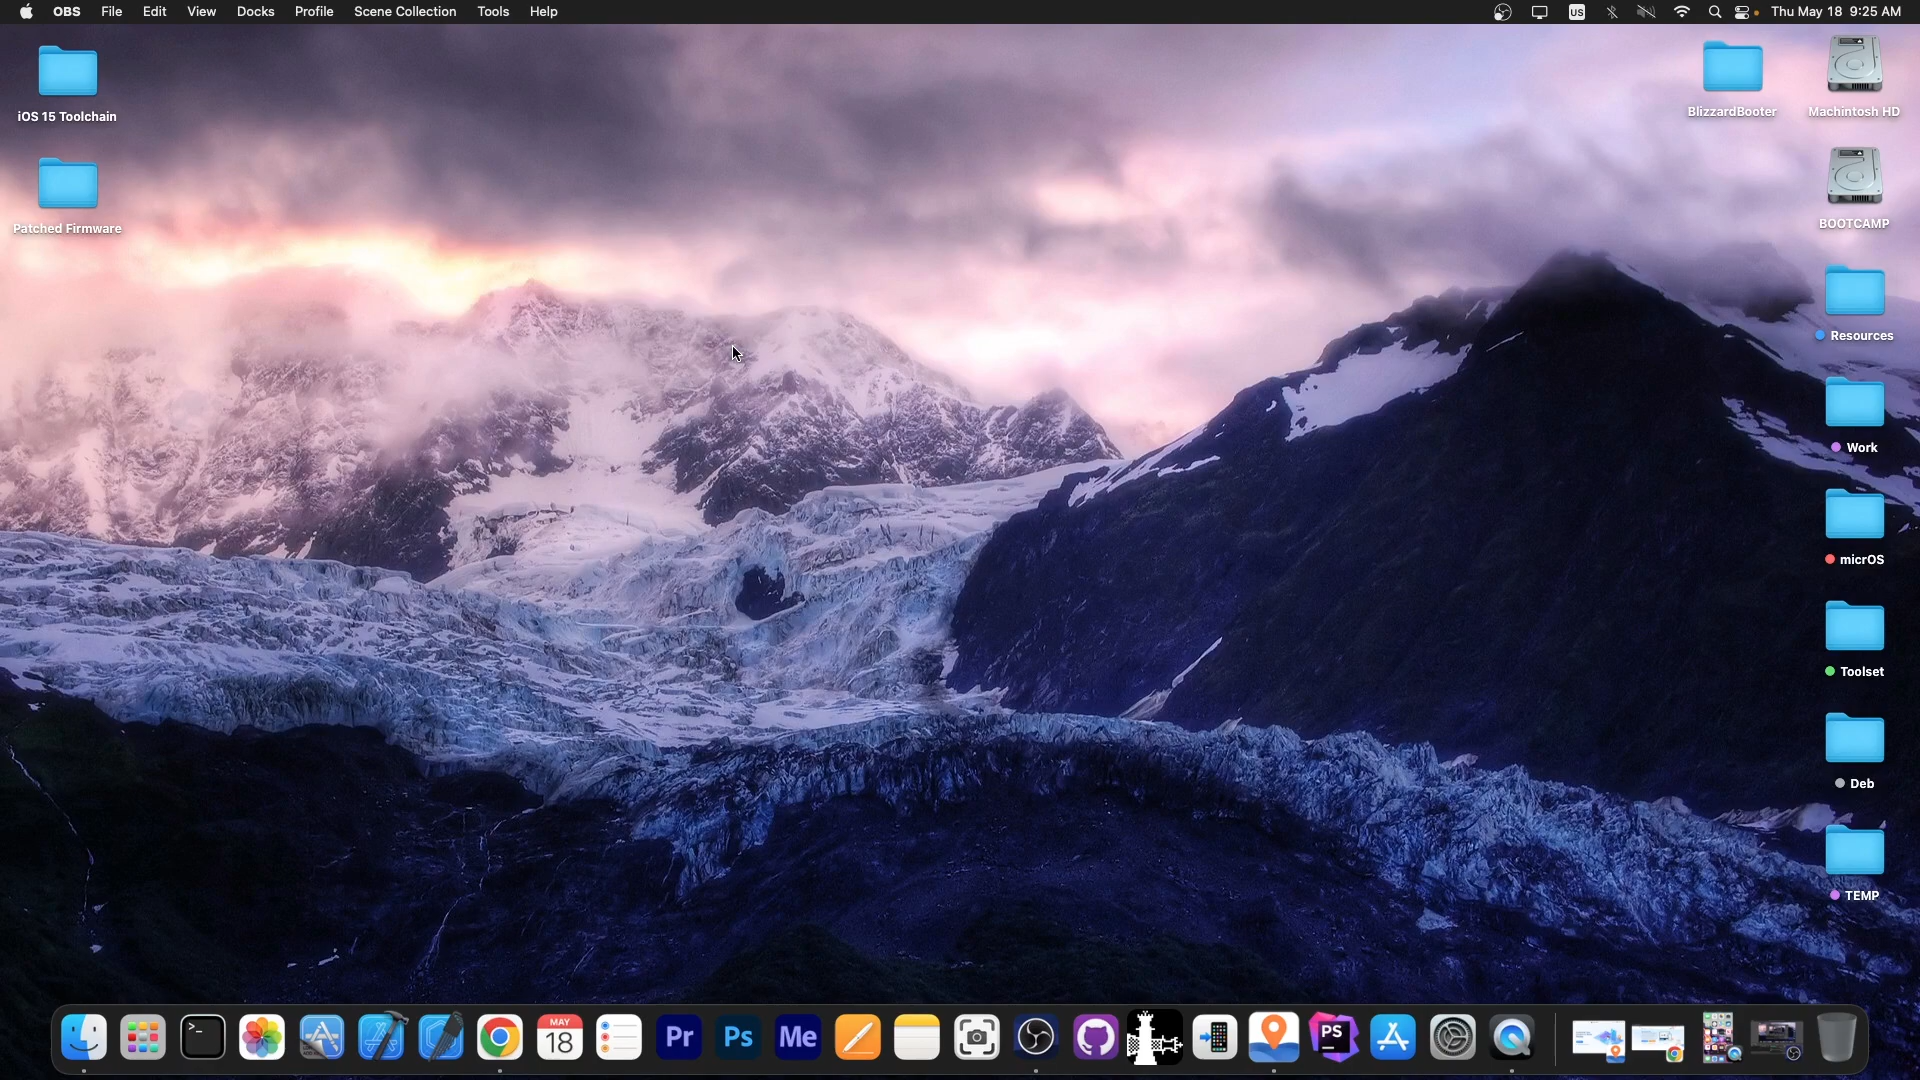 OBS File Edit View Docks Profile Scene Collection Tools Help US Thu May 18 9:25 AM
iOS 15 Toolchain
Patched Firmware
BlizzardBooter
Machintosh HD
BOOTCAMP
Resources
Work
micrOS
Toolset
Deb
TEMP
>_
MAY
18
Pr
Ps
Me
PS